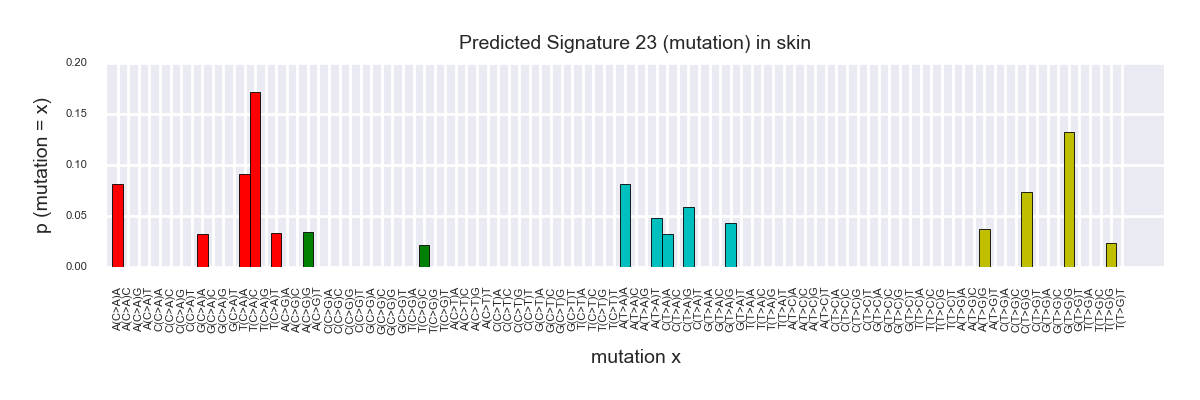 Predicted Signature 23 (mutation) in skin
p (mutation = x)
0.20
0.15
0.10
0.05
0.00
A(C>A)A
A(C>A)C
A(C>A)G
A(C>A)T
C(C>A)A
C(C>A)C
C(C>A)G
C(C>A)T
G(C>A)A
G(C>A)C
G(C>A)G
G(C>A)T
T(C>A)A
T(C>A)C
T(C>A)G
T(C>A)T
A(C>G)A
A(C>G)C
A(C>G)G
A(C>G)T
C(C>G)A
C(C>G)C
C(C>G)G
C(C>G)T
G(C>G)A
G(C>G)C
G(C>G)G
G(C>G)T
T(C>G)A
T(C>G)C
T(C>G)G
T(C>G)T
A(C>T)A
A(C>T)C
A(C>T)G
A(C>T)T
C(C>T)A
C(C>T)C
C(C>T)G
C(C>T)T
G(C>T)A
G(C>T)C
G(C>T)G
G(C>T)T
T(C>T)A
T(C>T)C
T(C>T)G
T(C>T)T
A(T>A)A
A(T>A)C
A(T>A)G
A(T>A)T
C(T>A)A
C(T>A)C
C(T>A)G
C(T>A)T
G(T>A)A
G(T>A)C
G(T>A)G
G(T>A)T
T(T>A)A
T(T>A)C
T(T>A)G
T(T>A)T
A(T>C)A
A(T>C)C
A(T>C)G
A(T>C)T
C(T>C)A
C(T>C)C
C(T>C)G
C(T>C)T
G(T>C)A
G(T>C)C
G(T>C)G
G(T>C)T
T(T>C)A
T(T>C)C
T(T>C)G
T(T>C)T
A(T>G)A
A(T>G)C
A(T>G)G
A(T>G)T
C(T>G)A
C(T>G)C
C(T>G)G
C(T>G)T
G(T>G)A
G(T>G)C
G(T>G)G
G(T>G)T
T(T>G)A
T(T>G)C
T(T>G)G
T(T>G)T
mutation x